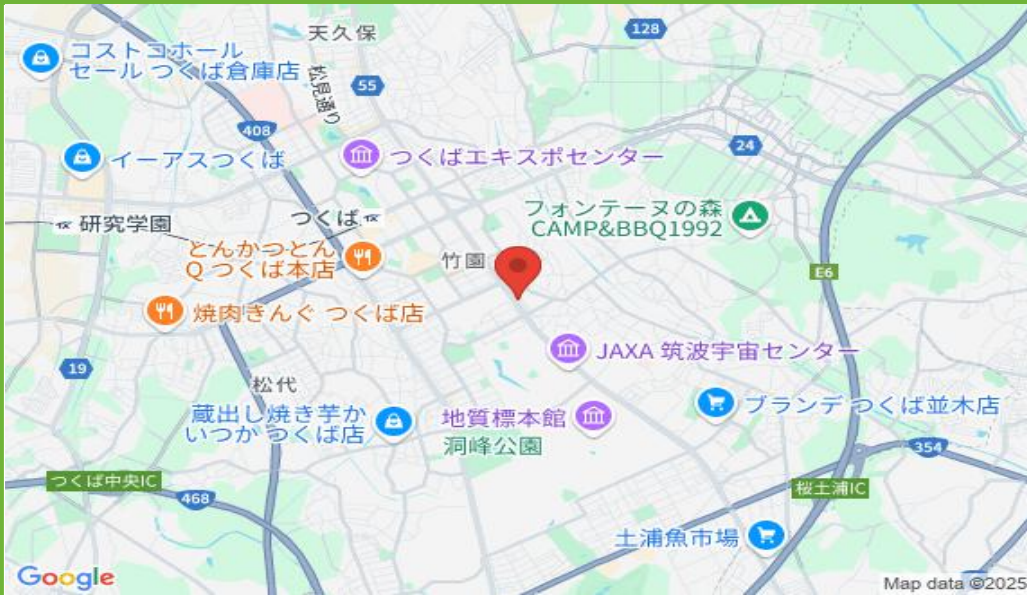 天久保
128
コストコホール
セール つくば倉庫店
松見通り
55
408
イーアスつくば
つくばエキスポセンター
24
研究学園
つくば
フォンテーヌの森
CAMP&BBQ1992
とんかつとん
Q つくば本店
竹園
E6
焼肉きんぐ つくば店
JAXA 筑波宇宙センター
19
松代
蔵出し焼き芋か
いつか つくば店
地質標本館
洞峰公園
ブランデ つくば並木店
354
つくば中央IC
468
桜土浦IC
土浦魚市場
Google
Map data ©2025